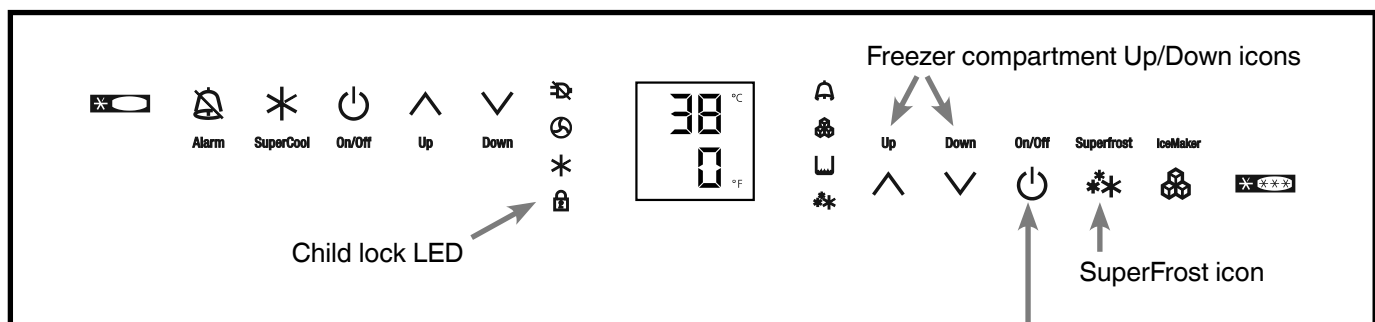 Freezer compartment Up/Down icons
Alarm SuperCool On/Off Up Down
38 °C
0 °F
Up Down On/Off Superfrost IceMaker
Child lock LED
SuperFrost icon